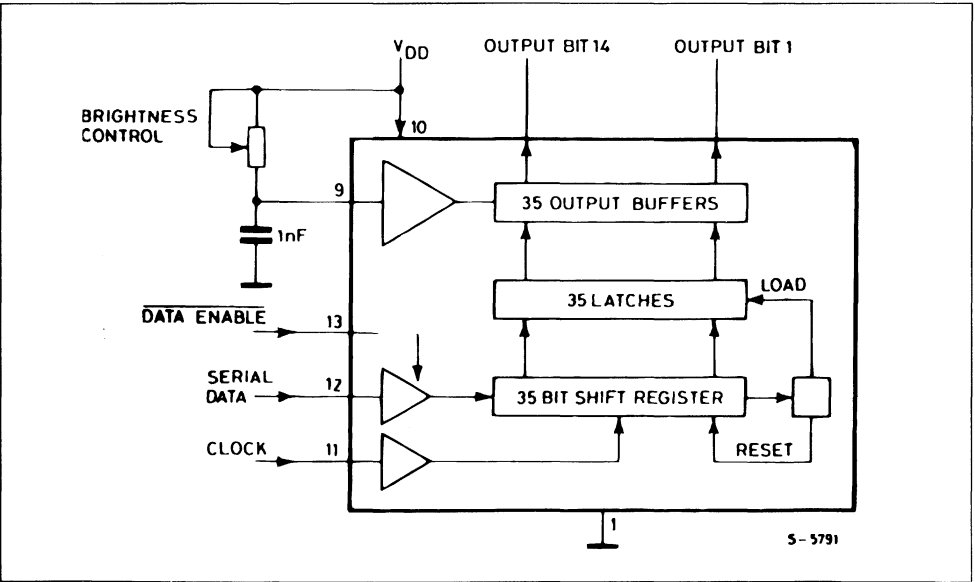 V DD
OUTPUT BIT 14
OUTPUT BIT 1
BRIGHTNESS
CONTROL
10
9
35 OUTPUT BUFFERS
1nF
LOAD
35 LATCHES
DATA ENABLE
13
SERIAL
DATA
12
35 BIT SHIFT REGISTER
CLOCK
11
RESET
1
S-5791